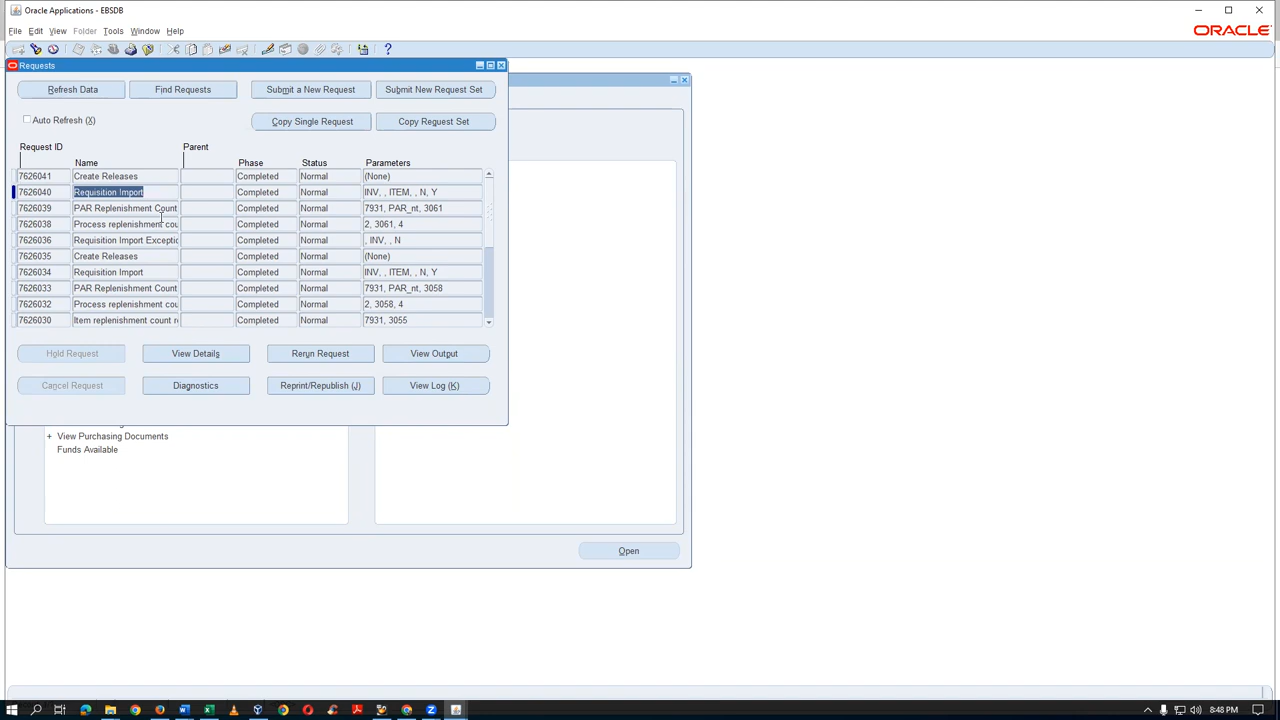 Oracle Applications - EBSDB
File Edit View Folder Tools Window Help
ORACLE
Requests
Refresh Data Find Requests Submit a New Request Submit New Request Set
Auto Refresh (X) Copy Single Request Copy Request Set
Request ID Parent
Name Phase Status Parameters
7626041 Create Releases Completed Normal (None)
7626040 Requisition Import Completed Normal INV, , ITEM, , N, Y
7626039 PAR Replenishment Count Completed Normal 7931, PAR_nt, 3061
7626038 Process replenishment cou Completed Normal 2, 3061, 4
7626036 Requisition Import Exceptic Completed Normal , INV, , N
7626035 Create Releases Completed Normal (None)
7626034 Requisition Import Completed Normal INV, , ITEM, , N, Y
7626033 PAR Replenishment Count Completed Normal 7931, PAR_nt, 3058
7626032 Process replenishment cou Completed Normal 2, 3058, 4
7626030 Item replenishment count r Completed Normal 7931, 3055
Hold Request View Details Rerun Request View Output
Cancel Request Diagnostics Reprint/Republish (J) View Log (K)
+ View Purchasing Documents
Funds Available
Open
8:48 PM